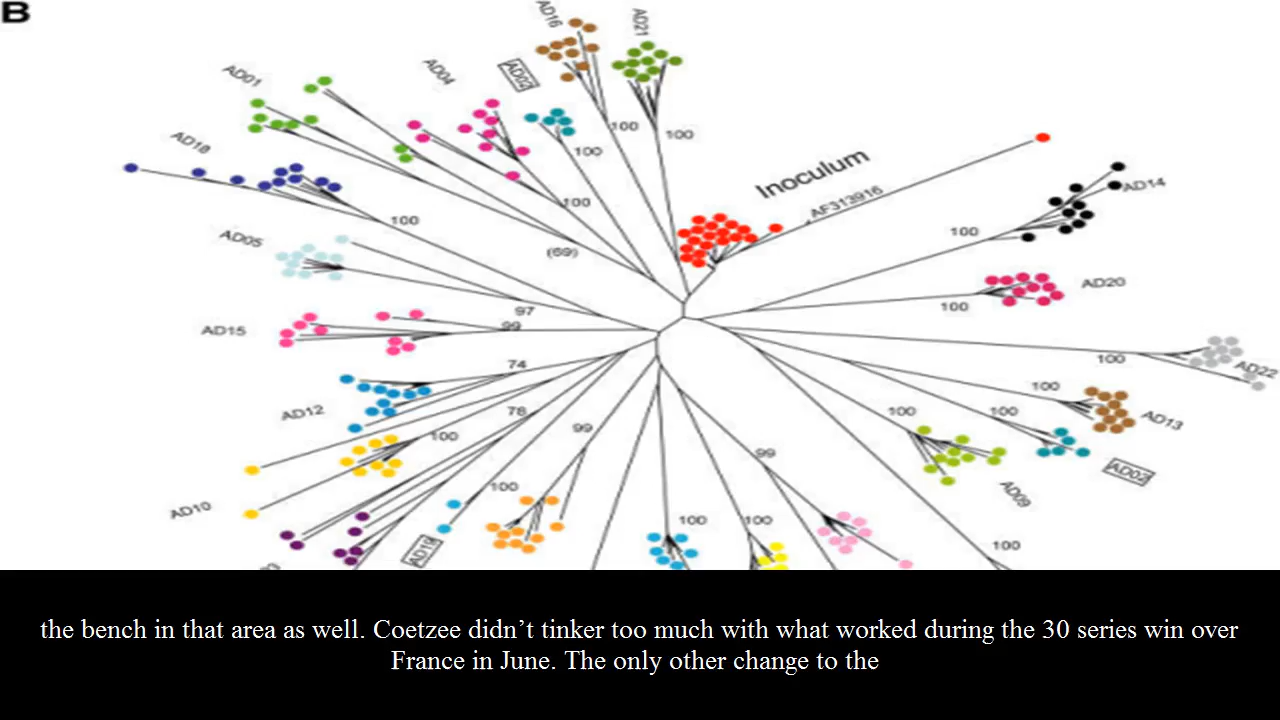 B
AD16
AD21
AD01
AD04
AD02
100
100
100
Inoculum
AF313916
AD18
AD14
100
100
100
AD05
(69)
AD20
100
97
AD15
99
100
AD22
74
100
AD12
78
100
100
AD13
99
100
99
AD02
AD10
100
AD09
100
100
100
AD19
the bench in that area as well. Coetzee didn’t tinker too much with what worked during the 30 series win over
France in June. The only other change to the